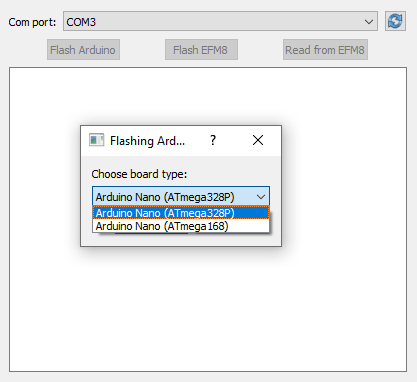 Com port: COM3
Flash Arduino Flash EFM8 Read from EFM8
Flashing Ard... ?
Choose board type:
Arduino Nano (ATmega328P)
Arduino Nano (ATmega328P)
Arduino Nano (ATmega168)